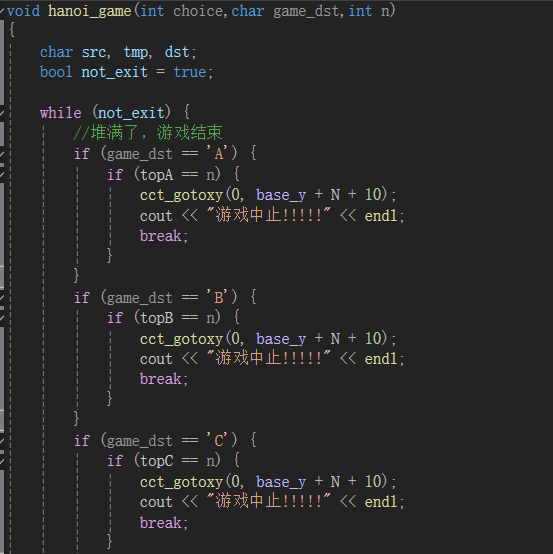 void hanoi_game(int choice,char game_dst,int n)
{
char src, tmp, dst;
bool not_exit = true;
while (not_exit) {
//堆满了，游戏结束
if (game_dst == 'A') {
if (topA == n) {
cct_gotoxy(0, base_y + N + 10);
cout << "游戏中止!!!!!" << endl;
break;
}
}
if (game_dst == 'B') {
if (topB == n) {
cct_gotoxy(0, base_y + N + 10);
cout << "游戏中止!!!!!" << endl;
break;
}
}
if (game_dst == 'C') {
if (topC == n) {
cct_gotoxy(0, base_y + N + 10);
cout << "游戏中止!!!!!" << endl;
break;
}